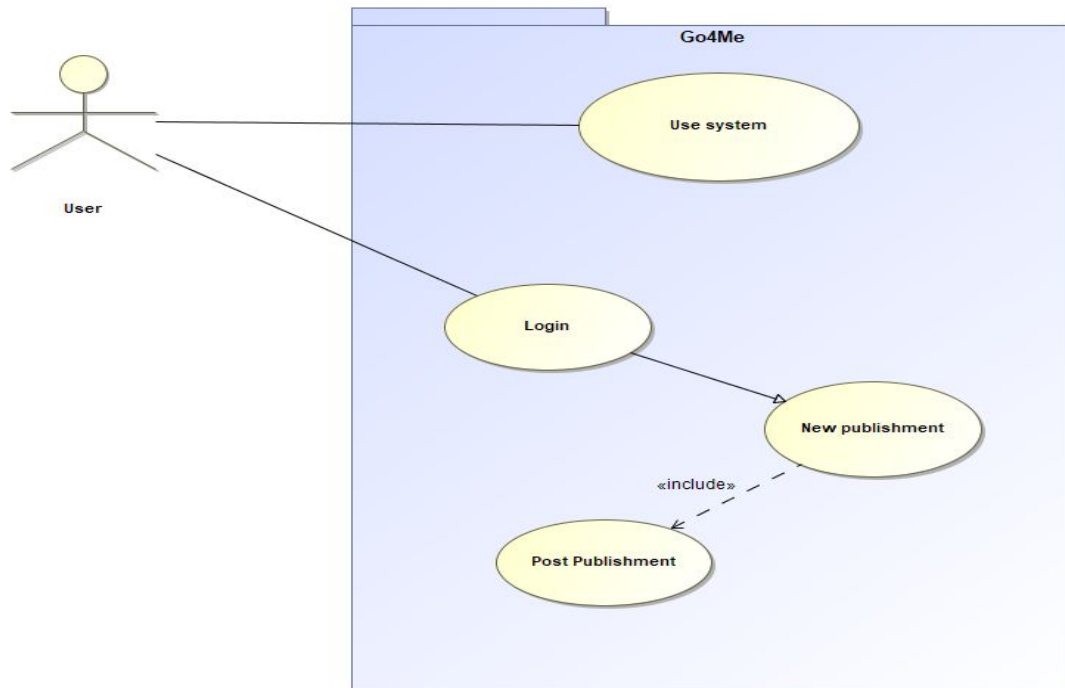 Go4Me
Use system
User
Login
New publishment
«include»
Post Publishment